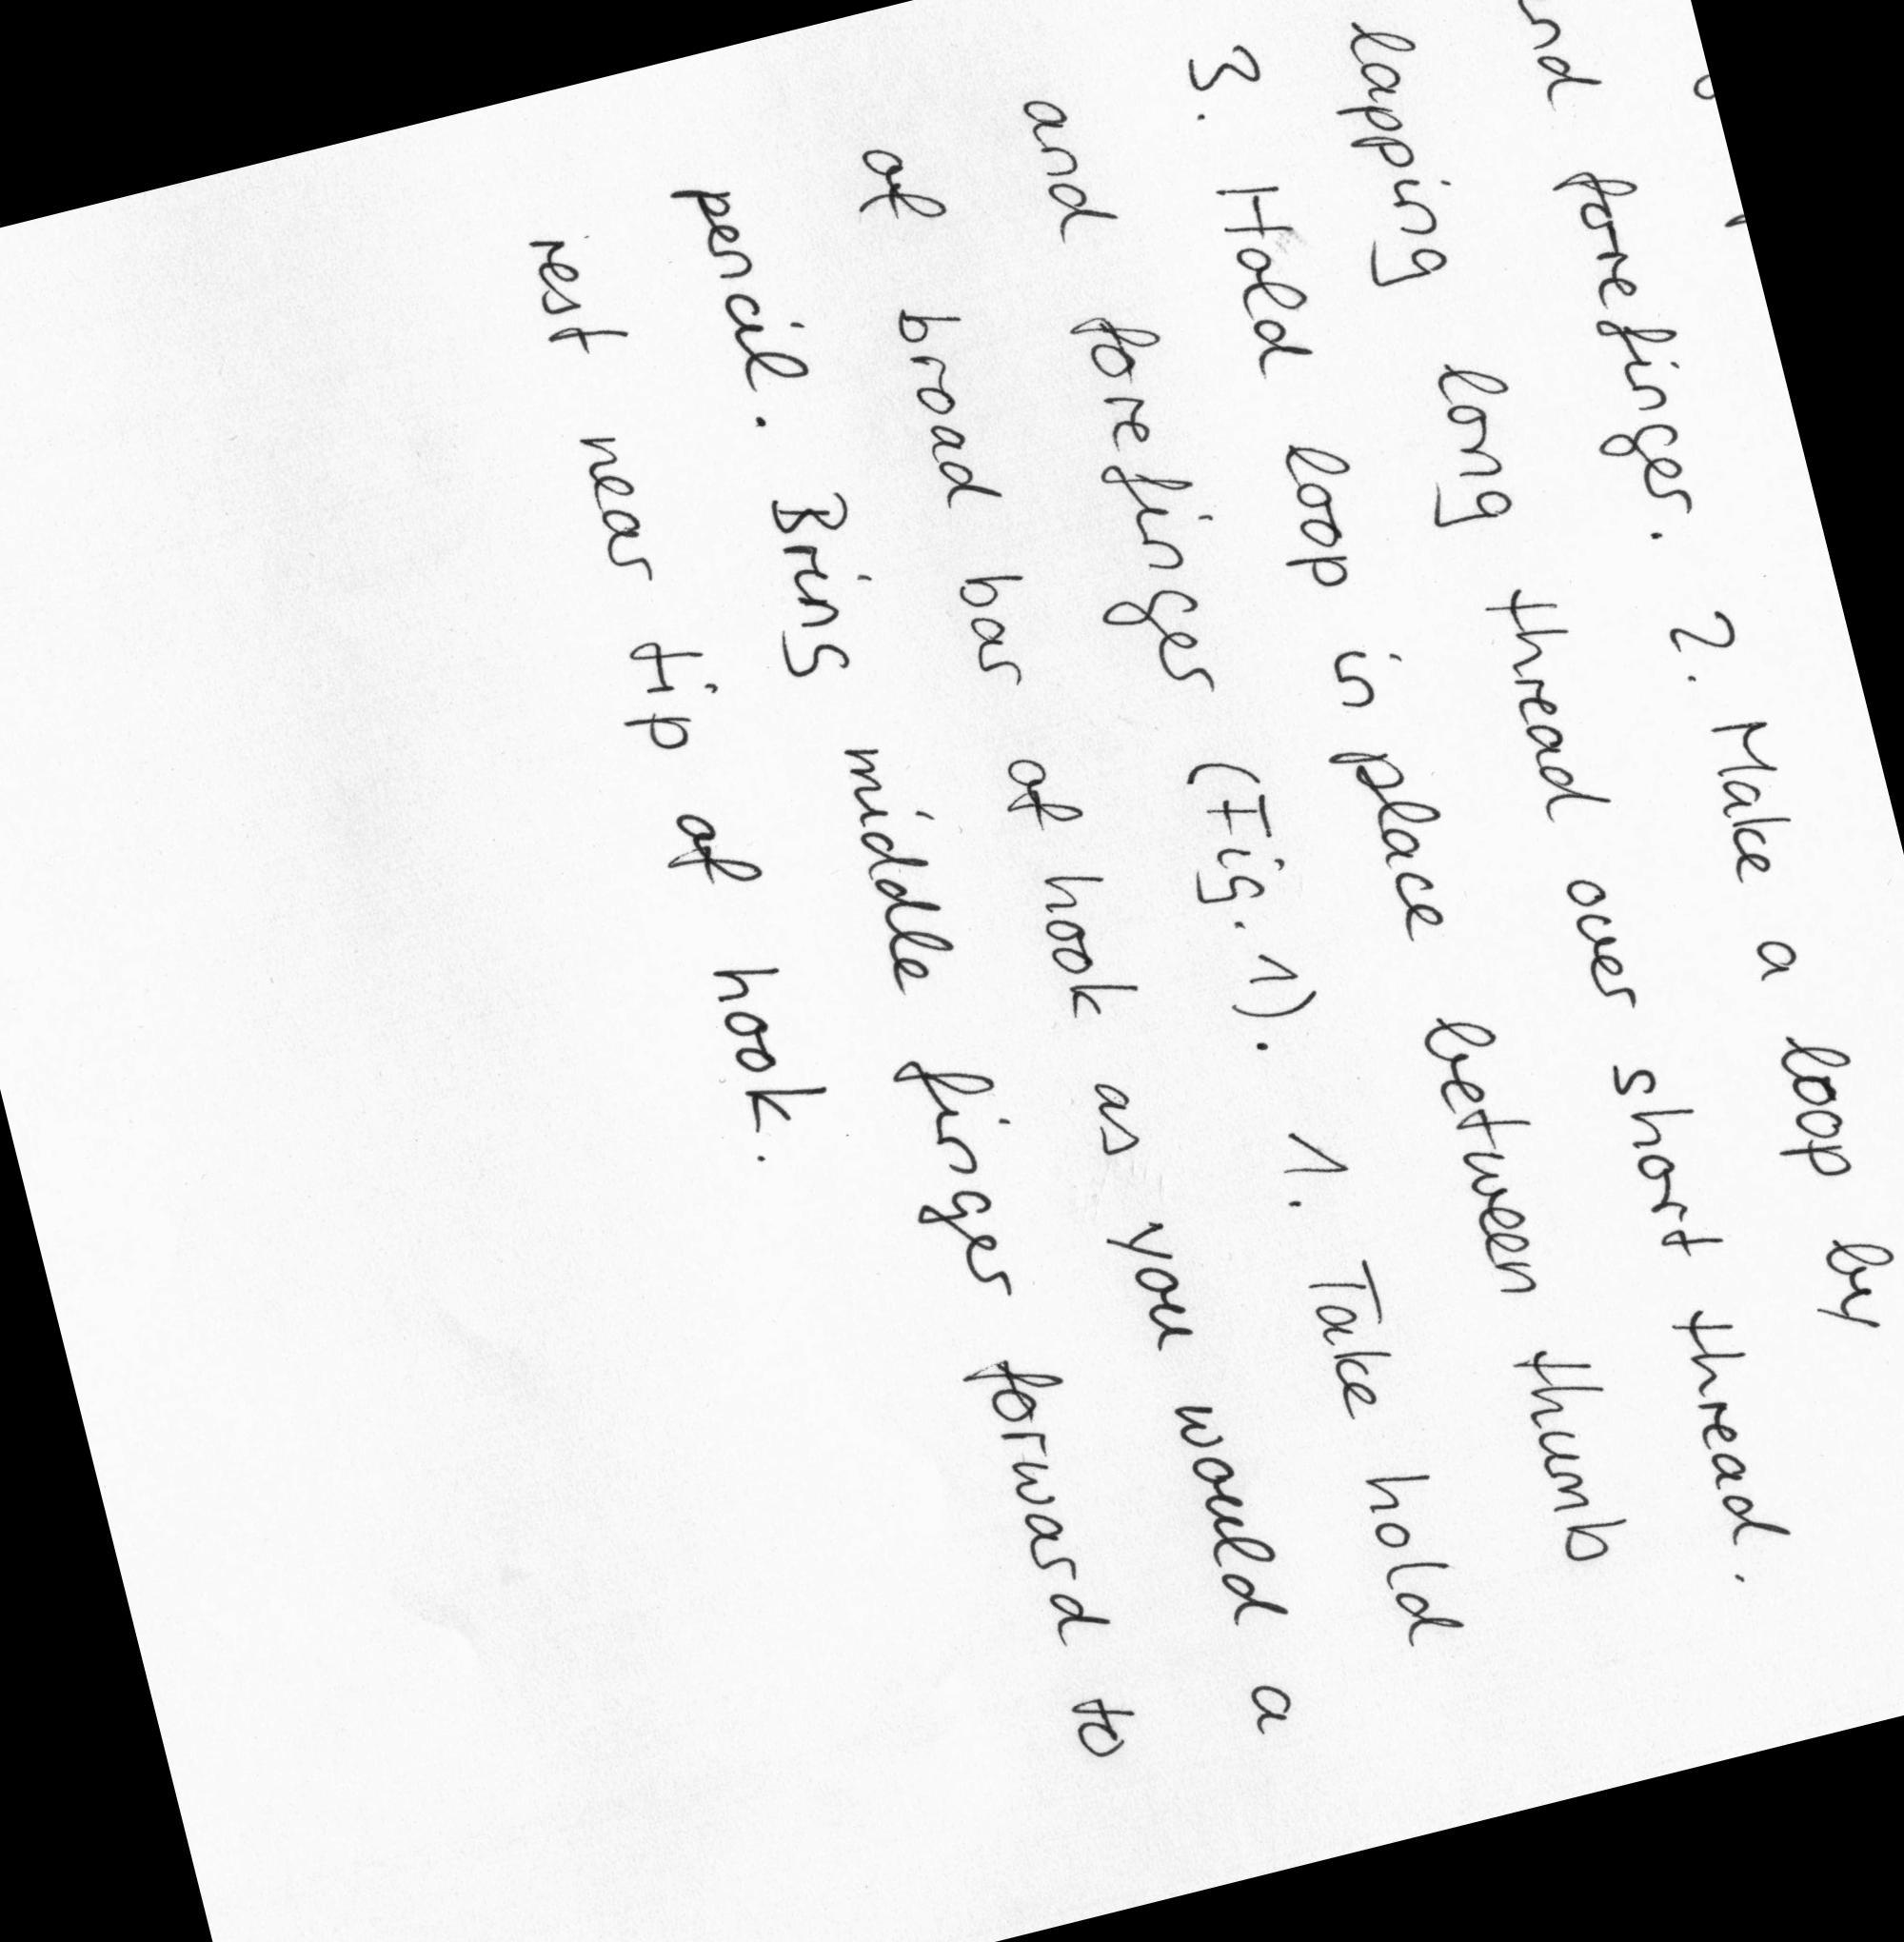 and forefinger. 2. Make a loop by
lapping long thread over short thread.
3. Hold loop in place between thumb
and forefinger (Fig. 1). 1. Take hold
of broad bar of hook as you would a
pencil. Bring middle finger forward to
rest near tip of hook.